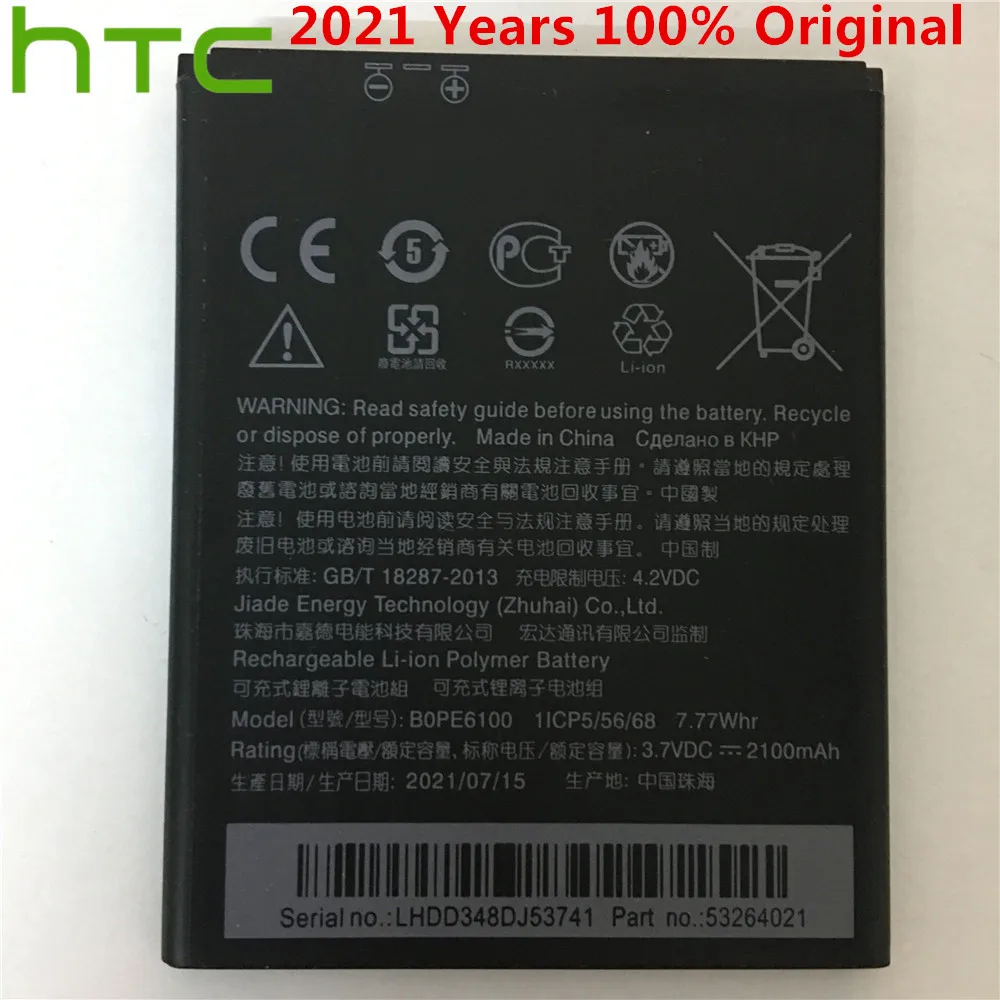 hTC
2021 Years 100% Original
CE
5
PCT
廢電池請回收
RXXXXX
Li-ion
WARNING: Read safety guide before using the battery. Recycle
or dispose of properly. Made in China Сделано в КНР
注意! 使用電池前請閱讀安全與法規注意手册。請遵照當地的規定處理
廢舊電池或諮詢當地經銷商有關電池回收事宜。中國製
注意! 使用电池前请阅读安全与法规注意手册。请遵照当地的规定处理
废旧电池或咨询当地经销商有关电池回收事宜。中国制
执行标准: GB/T 18287-2013 充电限制电压: 4.2VDC
Jiade Energy Technology (Zhuhai) Co.,Ltd.
珠海市嘉德电能科技有限公司 宏达通讯有限公司监制
Rechargeable Li-ion Polymer Battery
可充式鋰離子電池組 可充式锂离子电池组
Model (型號/型号): B0PE6100 1ICP5/56/68 7.77Whr
Rating(標稱電壓/額定容量, 标称电压/额定容量): 3.7VDC ⎓ 2100mAh
生產日期/生产日期: 2021/07/15 生产地: 中国珠海
Serial no.:LHDD348DJ53741 Part no.:53264021